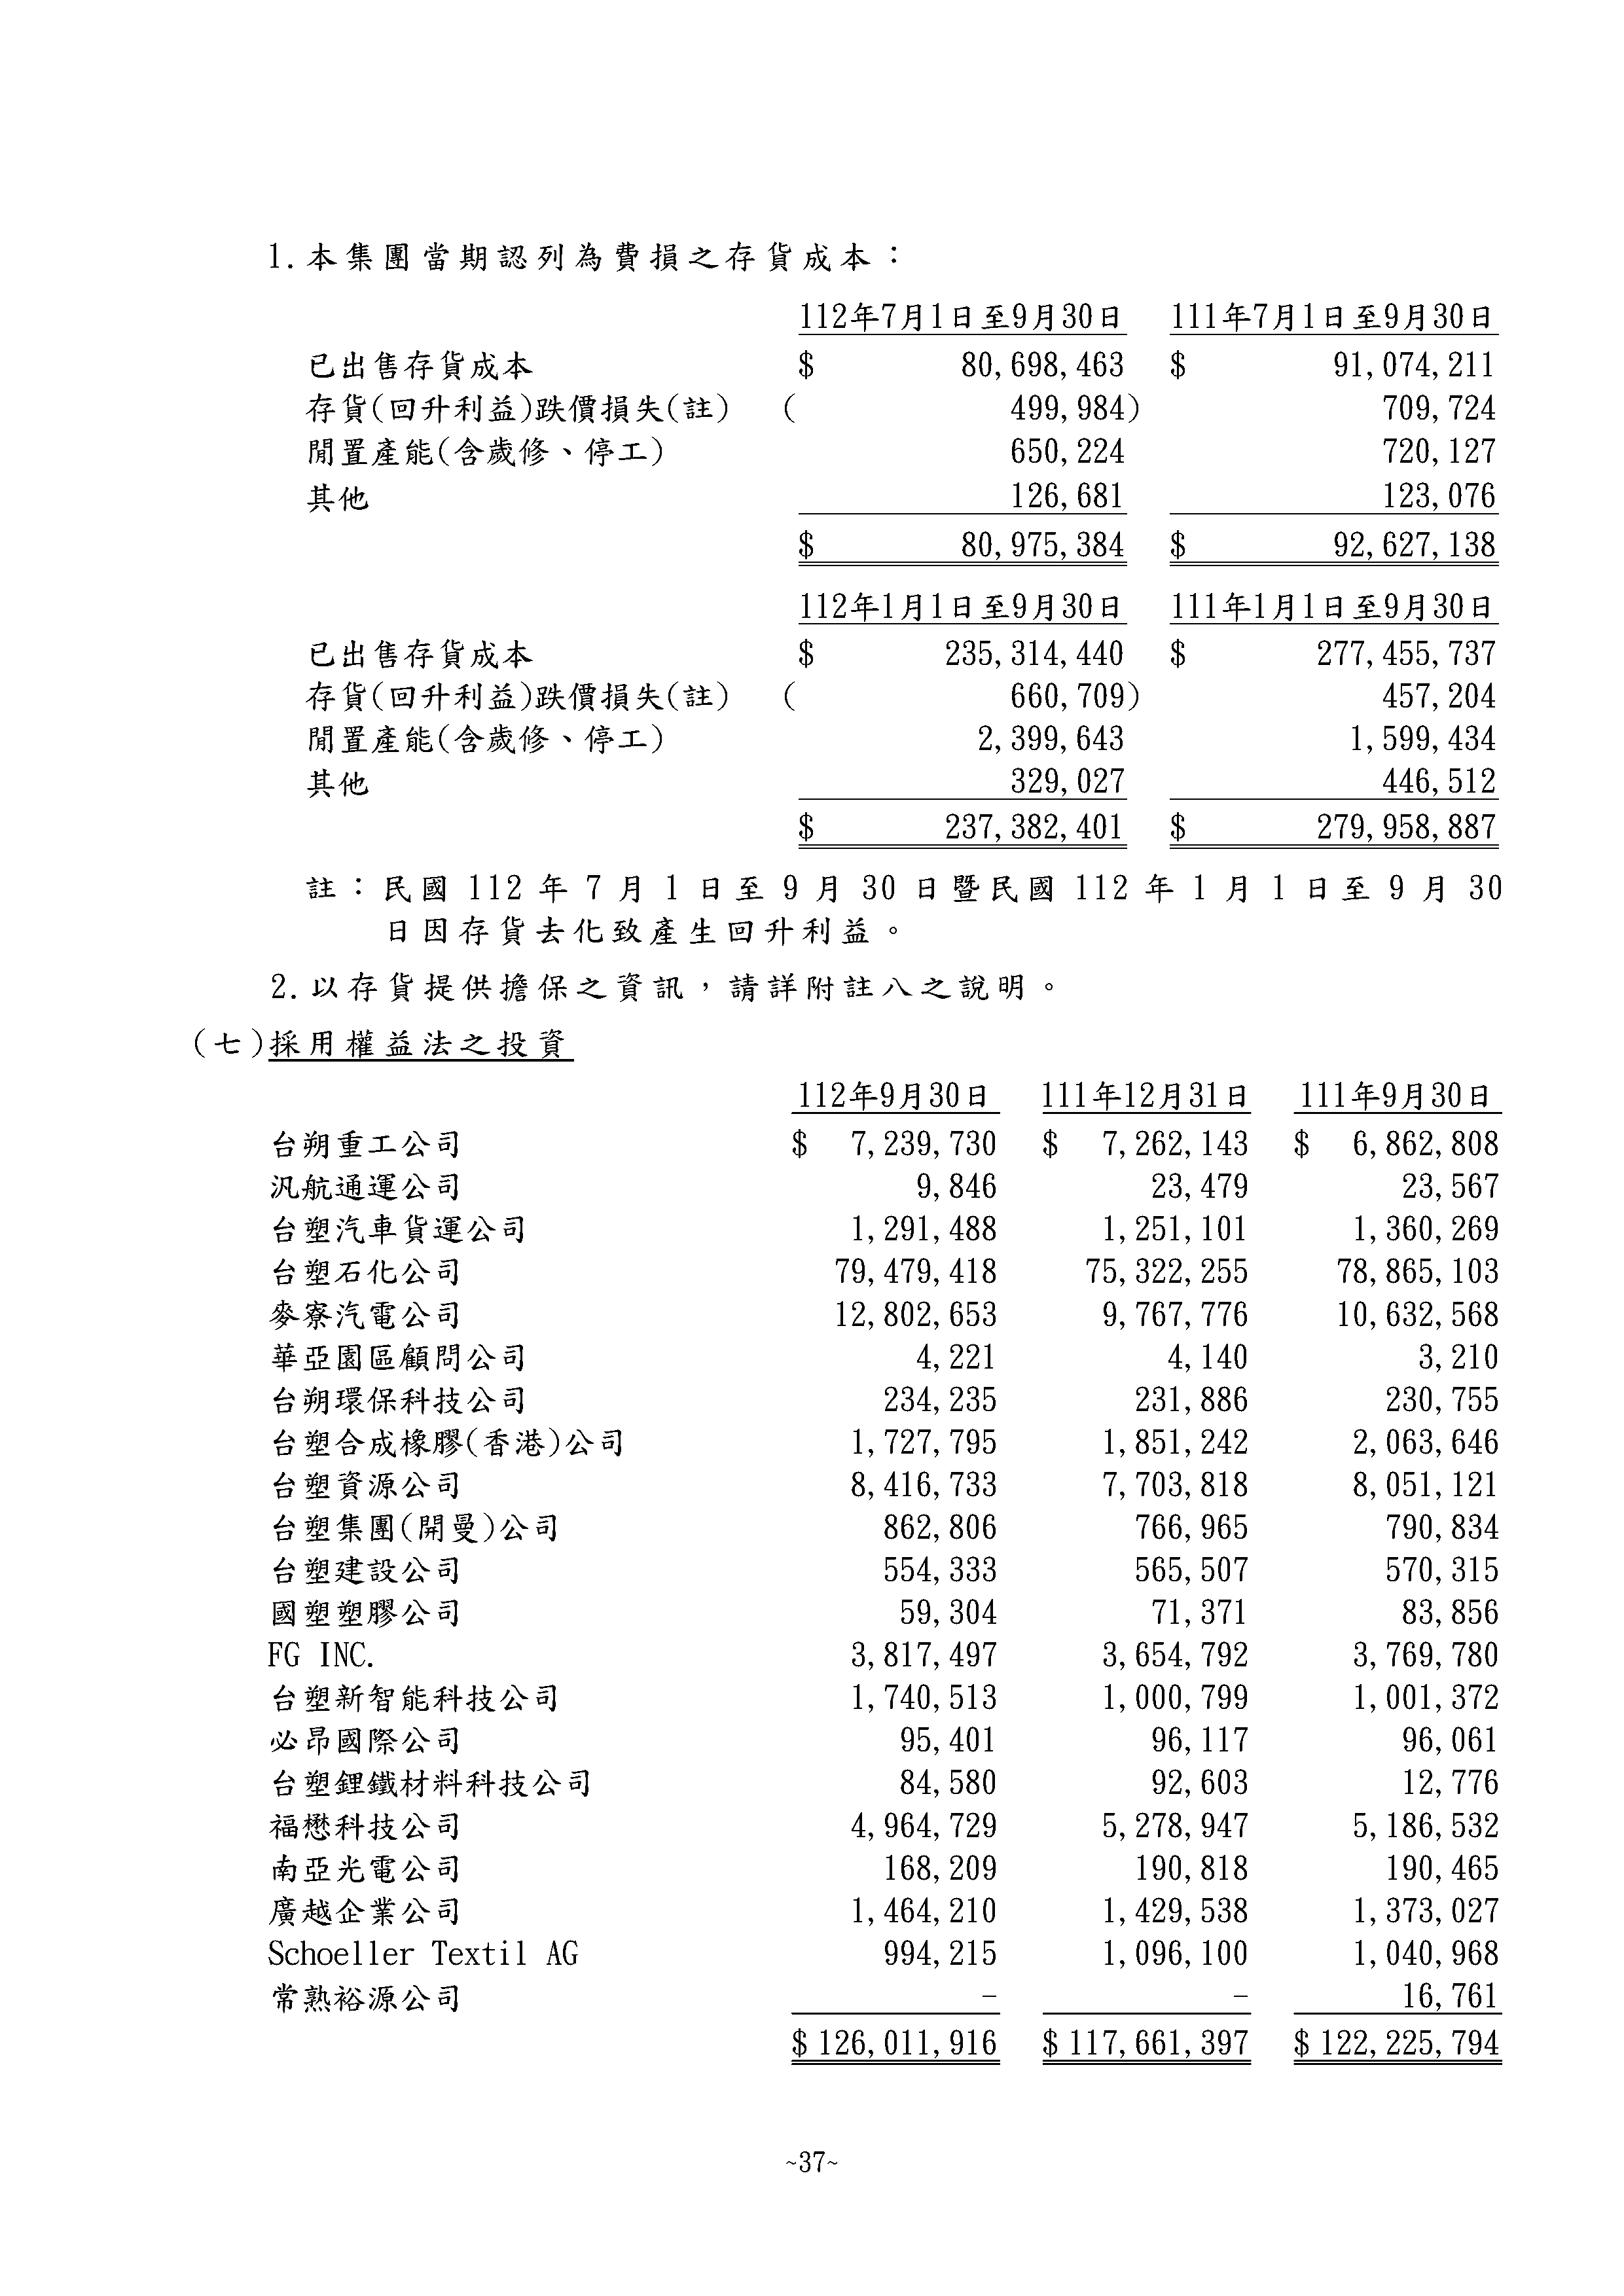 1.本集團當期認列為費損之存貨成本：
112年7月1日至9月30日 111年7月1日至9月30日
已出售存貨成本 $ 80,698,463 $ 91,074,211
存貨(回升利益)跌價損失(註) ( 499,984) 709,724
閒置產能(含歲修、停工) 650,224 720,127
其他 126,681 123,076
$ 80,975,384 $ 92,627,138
112年1月1日至9月30日 111年1月1日至9月30日
已出售存貨成本 $ 235,314,440 $ 277,455,737
存貨(回升利益)跌價損失(註) ( 660,709) 457,204
閒置產能(含歲修、停工) 2,399,643 1,599,434
其他 329,027 446,512
$ 237,382,401 $ 279,958,887
註：民國 112 年 7 月 1 日至 9 月 30 日暨民國 112 年 1 月 1 日至 9 月 30
日因存貨去化致產生回升利益。
2.以存貨提供擔保之資訊，請詳附註八之說明。
(七)採用權益法之投資
112年9月30日 111年12月31日 111年9月30日
台朔重工公司 $ 7,239,730 $ 7,262,143 $ 6,862,808
汎航通運公司 9,846 23,479 23,567
台塑汽車貨運公司 1,291,488 1,251,101 1,360,269
台塑石化公司 79,479,418 75,322,255 78,865,103
麥寮汽電公司 12,802,653 9,767,776 10,632,568
華亞園區顧問公司 4,221 4,140 3,210
台朔環保科技公司 234,235 231,886 230,755
台塑合成橡膠(香港)公司 1,727,795 1,851,242 2,063,646
台塑資源公司 8,416,733 7,703,818 8,051,121
台塑集團(開曼)公司 862,806 766,965 790,834
台塑建設公司 554,333 565,507 570,315
國塑塑膠公司 59,304 71,371 83,856
FG INC. 3,817,497 3,654,792 3,769,780
台塑新智能科技公司 1,740,513 1,000,799 1,001,372
必昂國際公司 95,401 96,117 96,061
台塑鋰鐵材料科技公司 84,580 92,603 12,776
福懋科技公司 4,964,729 5,278,947 5,186,532
南亞光電公司 168,209 190,818 190,465
廣越企業公司 1,464,210 1,429,538 1,373,027
Schoeller Textil AG 994,215 1,096,100 1,040,968
常熟裕源公司 - - 16,761
$ 126,011,916 $ 117,661,397 $ 122,225,794
~37~